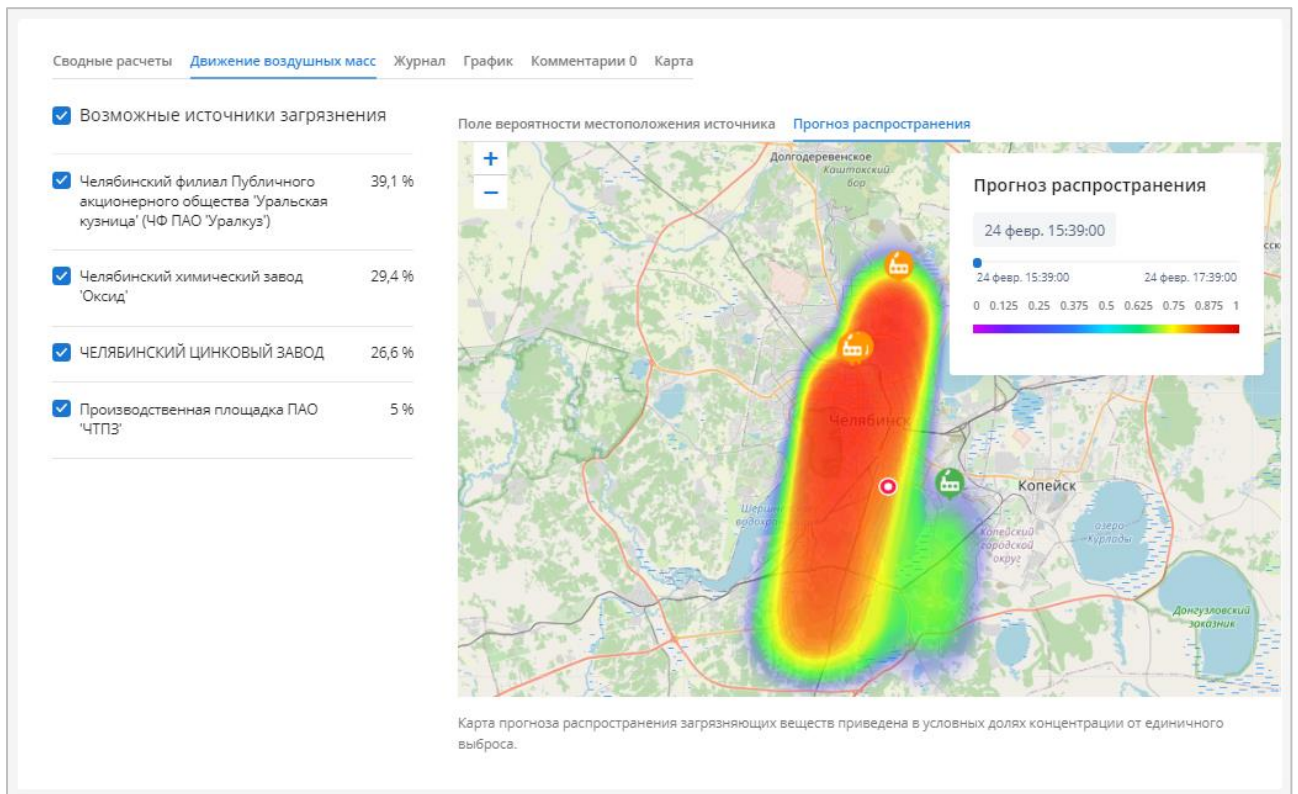 Сводные расчеты Движение воздушных масс Журнал График Комментарии 0 Карта
Возможные источники загрязнения
Челябинский филиал Публичного 39,1 %
акционерного общества 'Уральская
кузница' (ЧФ ПАО 'Уралкуз')
Челябинский химический завод 29,4 %
'Оксид'
ЧЕЛЯБИНСКИЙ ЦИНКОВЫЙ ЗАВОД 26,6 %
Производственная площадка ПАО 5 %
'ЧТПЗ'
Поле вероятности местоположения источника Прогноз распространения
+
−
Долгодеревенское
Каштакский
бор
Прогноз распространения
24 февр. 15:39:00
24 февр. 15:39:00 24 февр. 17:39:00
0 0.125 0.25 0.375 0.5 0.625 0.75 0.875 1
Челябинск
Копейск
Копейский
городской
округ
озеро
Курлады
Донгузловский
заказник
Карта прогноза распространения загрязняющих веществ приведена в условных долях концентрации от единичного
выброса.